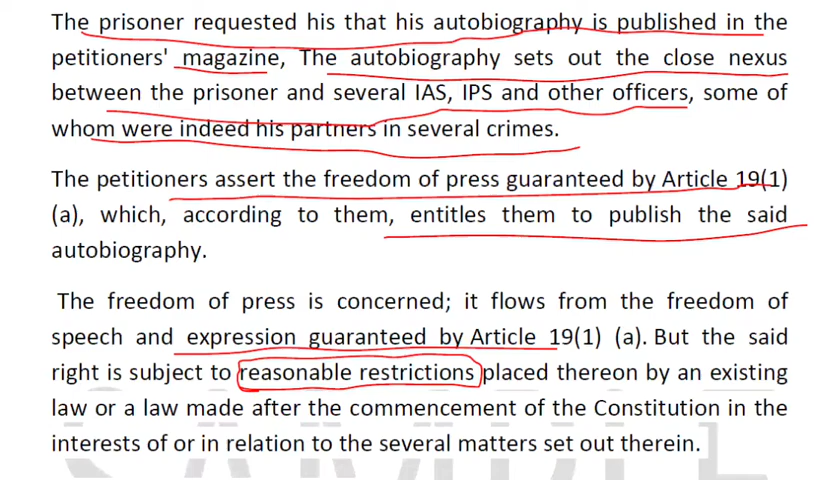 The prisoner requested his that his autobiography is published in the
petitioners' magazine, The autobiography sets out the close nexus
between the prisoner and several IAS, IPS and other officers, some of
whom were indeed his partners in several crimes.
The petitioners assert the freedom of press guaranteed by Article 19(1)
(a), which, according to them, entitles them to publish the said
autobiography.
The freedom of press is concerned; it flows from the freedom of
speech and expression guaranteed by Article 19(1) (a). But the said
right is subject to reasonable restrictions placed thereon by an existing
law or a law made after the commencement of the Constitution in the
interests of or in relation to the several matters set out therein.